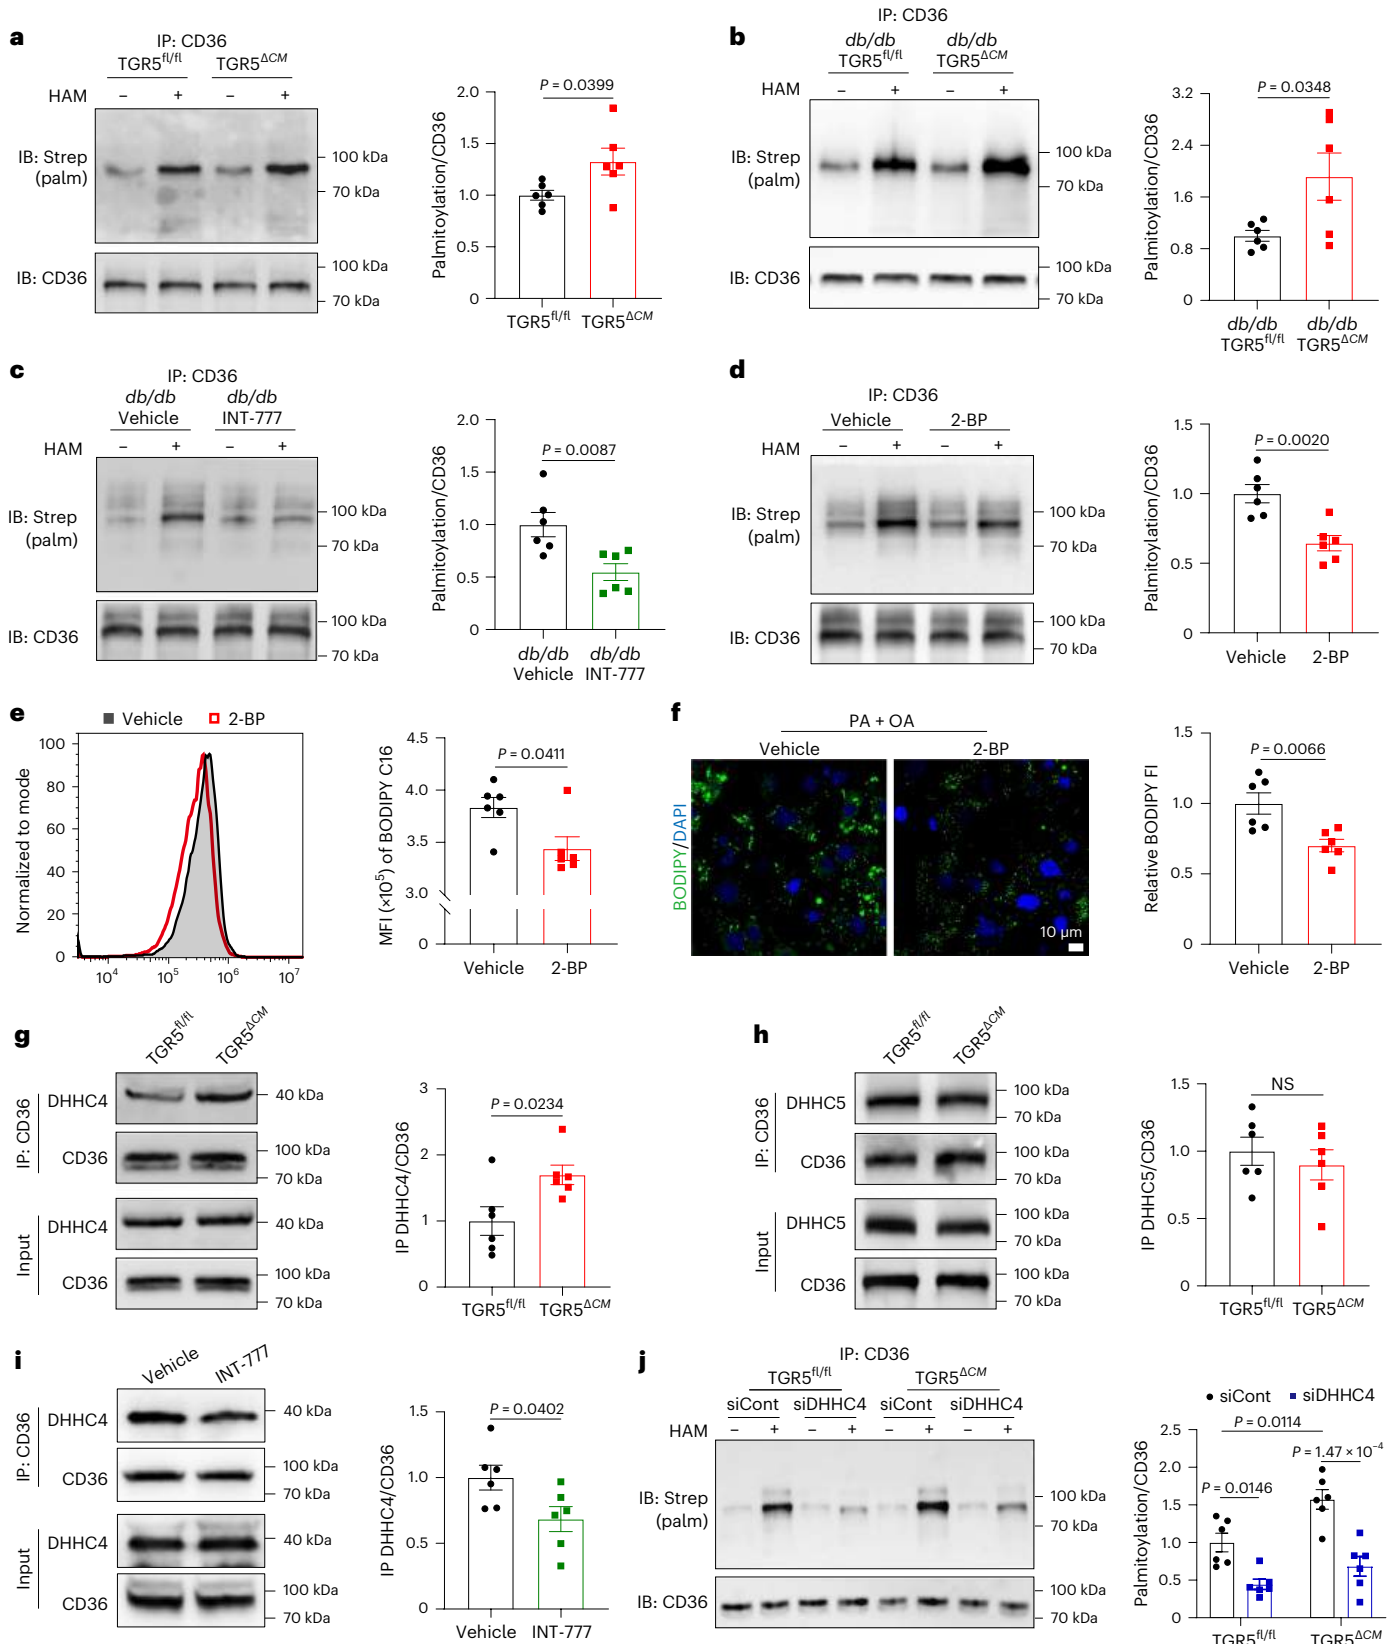 a
IP: CD36
TGR5fl/fl TGR5ΔCM
HAM – + – +
IB: Strep
(palm)
100 kDa
70 kDa
IB: CD36
100 kDa
70 kDa
Palmitoylation/CD36
2.0
1.5
1.0
0.5
0
P = 0.0399
TGR5fl/fl TGR5ΔCM
b
IP: CD36
db/db db/db
TGR5fl/fl TGR5ΔCM
HAM – + – +
IB: Strep
(palm)
100 kDa
70 kDa
IB: CD36
100 kDa
70 kDa
Palmitoylation/CD36
3.2
2.4
1.6
0.8
0
P = 0.0348
db/db db/db
TGR5fl/fl TGR5ΔCM
c
IP: CD36
db/db db/db
Vehicle INT-777
HAM – + – +
IB: Strep
(palm)
100 kDa
70 kDa
IB: CD36
100 kDa
70 kDa
Palmitoylation/CD36
2.0
1.5
1.0
0.5
0
P = 0.0087
db/db db/db
Vehicle INT-777
d
IP: CD36
Vehicle 2-BP
HAM – + – +
IB: Strep
(palm)
100 kDa
70 kDa
IB: CD36
100 kDa
70 kDa
Palmitoylation/CD36
1.5
1.0
0.5
0
P = 0.0020
Vehicle 2-BP
e
Vehicle 2-BP
Normalized to mode
100
80
60
40
20
0
10⁴ 10⁵ 10⁶ 10⁷
MFI (×10⁵) of BODIPY C16
4.5
4.0
3.5
3.0
0
P = 0.0411
Vehicle 2-BP
f
PA + OA
Vehicle 2-BP
BODIPY/DAPI
10 µm
Relative BODIPY FI
1.5
1.0
0.5
0
P = 0.0066
Vehicle 2-BP
g
TGR5fl/fl TGR5ΔCM
IP: CD36
DHHC4
40 kDa
CD36
100 kDa
70 kDa
Input
DHHC4
40 kDa
CD36
100 kDa
70 kDa
IP DHHC4/CD36
3
2
1
0
P = 0.0234
TGR5fl/fl TGR5ΔCM
h
TGR5fl/fl TGR5ΔCM
IP: CD36
DHHC5
100 kDa
70 kDa
CD36
100 kDa
70 kDa
Input
DHHC5
100 kDa
70 kDa
CD36
100 kDa
70 kDa
IP DHHC5/CD36
1.5
1.0
0.5
0
NS
TGR5fl/fl TGR5ΔCM
i
Vehicle INT-777
IP: CD36
DHHC4
40 kDa
CD36
100 kDa
70 kDa
Input
DHHC4
40 kDa
CD36
100 kDa
70 kDa
IP DHHC4/CD36
1.5
1.0
0.5
0
P = 0.0402
Vehicle INT-777
j
IP: CD36
TGR5fl/fl TGR5ΔCM
siCont siDHHC4 siCont siDHHC4
HAM – + – + – + – +
IB: Strep
(palm)
100 kDa
70 kDa
IB: CD36
100 kDa
70 kDa
siCont siDHHC4
Palmitoylation/CD36
2.5
2.0
1.5
1.0
0.5
0
P = 0.0114
P = 1.47 × 10⁻⁴
P = 0.0146
TGR5fl/fl TGR5ΔCM